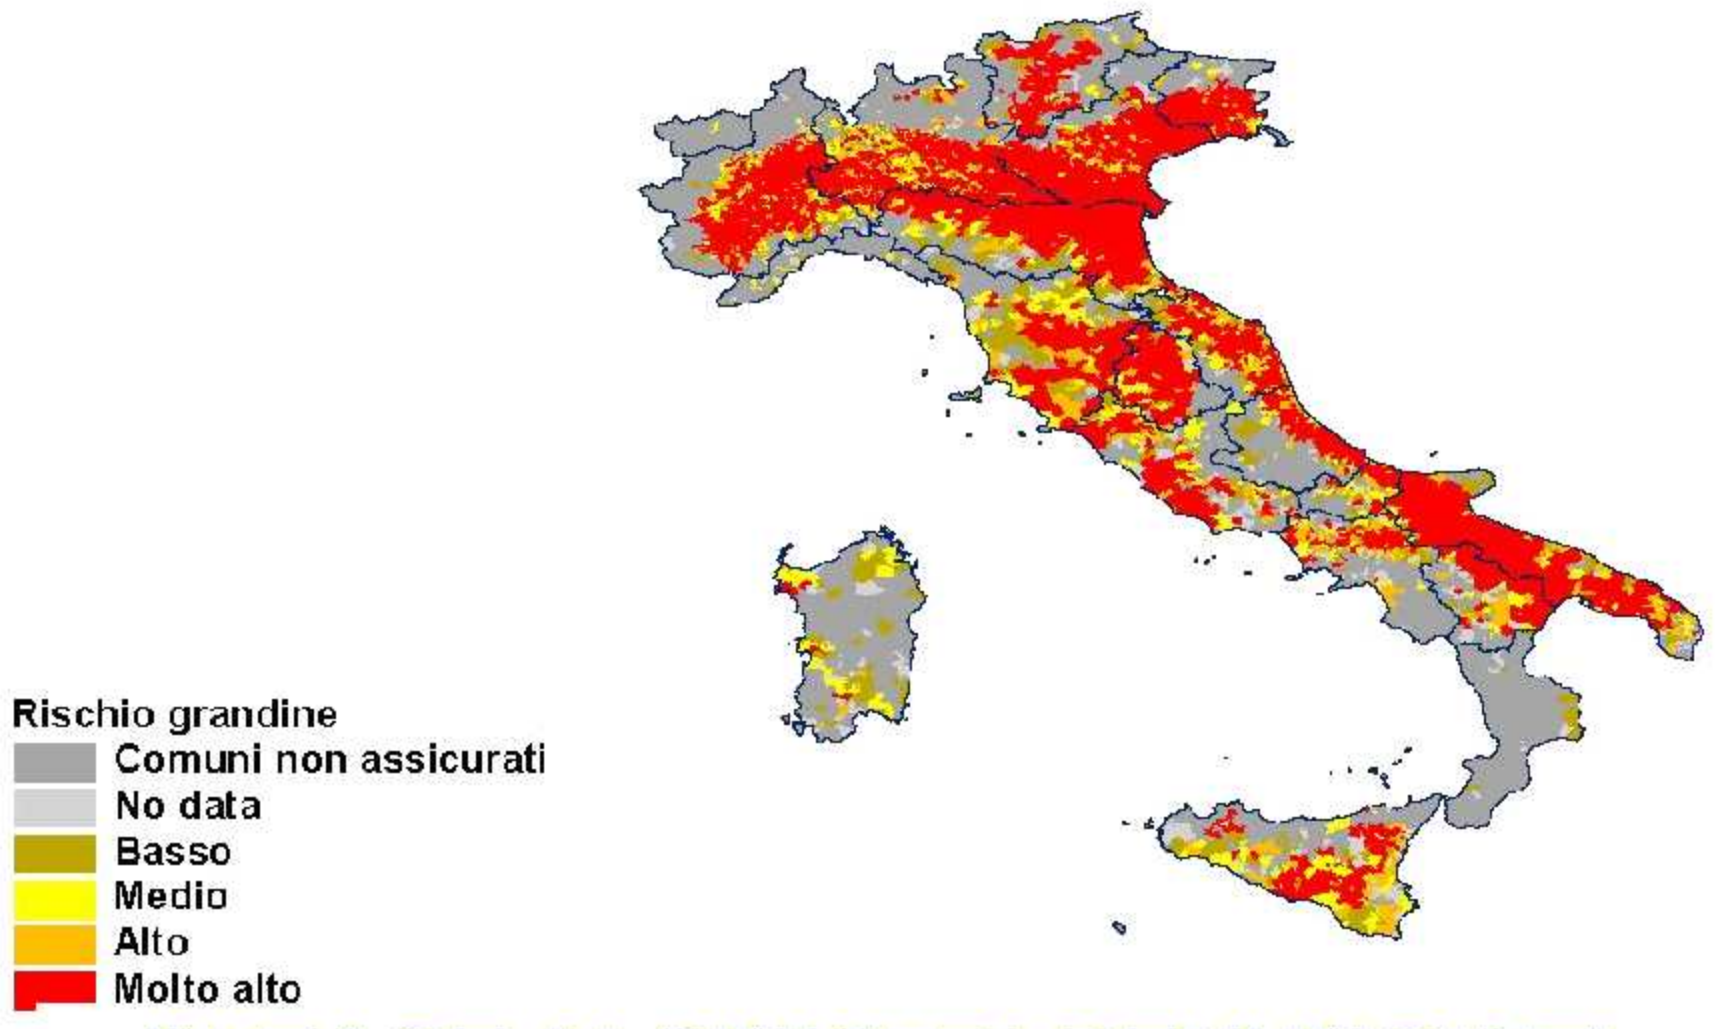 Rischio grandine
Comuni non assicurati
No data
Basso
Medio
Alto
Molto alto